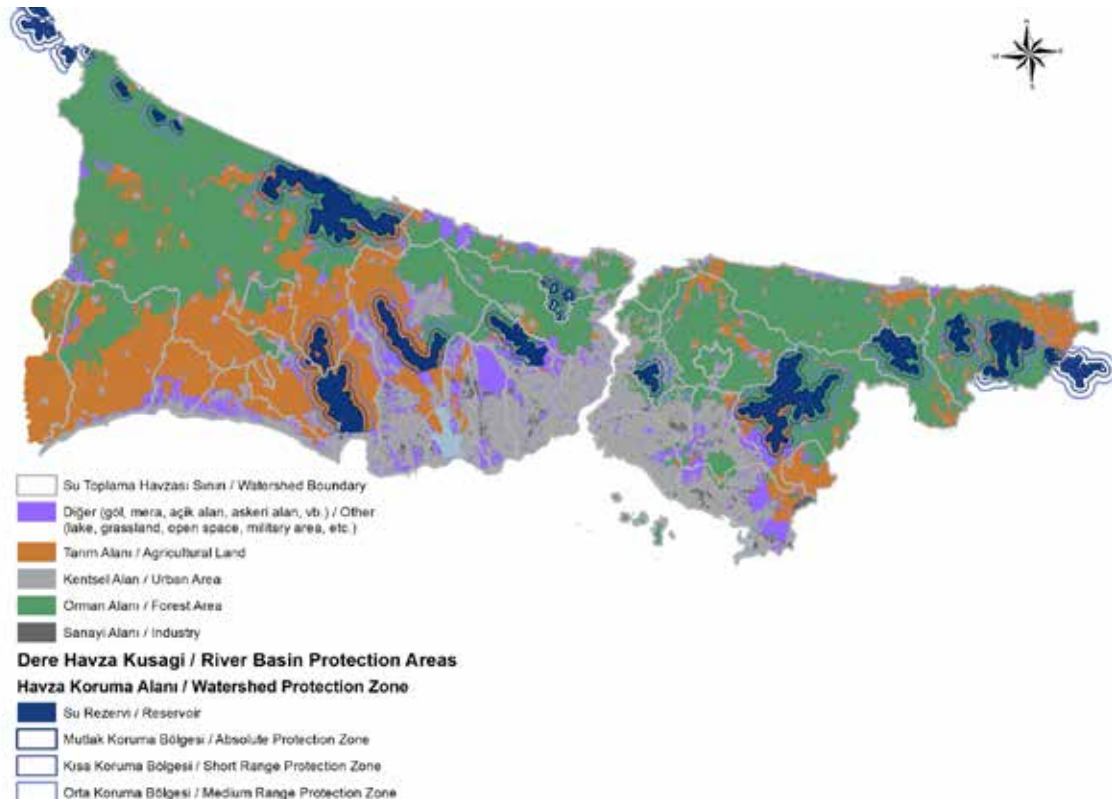 N
W
E
S
Su Toplama Havzası Sınırı / Watershed Boundary
Diğer (göl, mera, açik alan, askeri alan, vb.) / Other
(lake, grassland, open space, military area, etc.)
Tarım Alanı / Agricultural Land
Kentsel Alan / Urban Area
Orman Alanı / Forest Area
Sanayi Alanı / Industry
Dere Havza Kusagi / River Basin Protection Areas
Havza Koruma Alanı / Watershed Protection Zone
Su Rezervi / Reservoir
Mutlak Koruma Bölgesi / Absolute Protection Zone
Kısa Koruma Bölgesi / Short Range Protection Zone
Orta Koruma Bölgesi / Medium Range Protection Zone